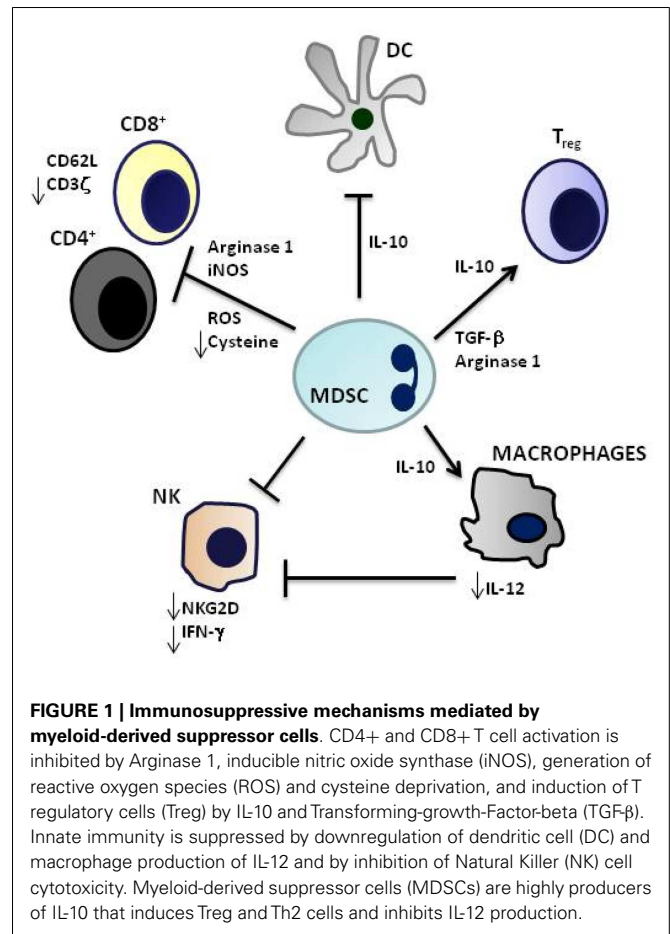 DC
CD8+
CD62L
↓ CD3ζ
CD4+
Treg
Arginase 1
iNOS
IL-10
IL-10
ROS
↓ Cysteine
TGF-β
Arginase 1
MDSC
MACROPHAGES
IL-10
NK
↓ IL-12
↓ NKG2D
↓ IFN-γ
FIGURE 1 | Immunosuppressive mechanisms mediated by
myeloid-derived suppressor cells. CD4+ and CD8+ T cell activation is
inhibited by Arginase 1, inducible nitric oxide synthase (iNOS), generation of
reactive oxygen species (ROS) and cysteine deprivation, and induction of T
regulatory cells (Treg) by IL-10 and Transforming-growth-Factor-beta (TGF-β).
Innate immunity is suppressed by downregulation of dendritic cell (DC) and
macrophage production of IL-12 and by inhibition of Natural Killer (NK) cell
cytotoxicity. Myeloid-derived suppressor cells (MDSCs) are highly producers
of IL-10 that induces Treg and Th2 cells and inhibits IL-12 production.